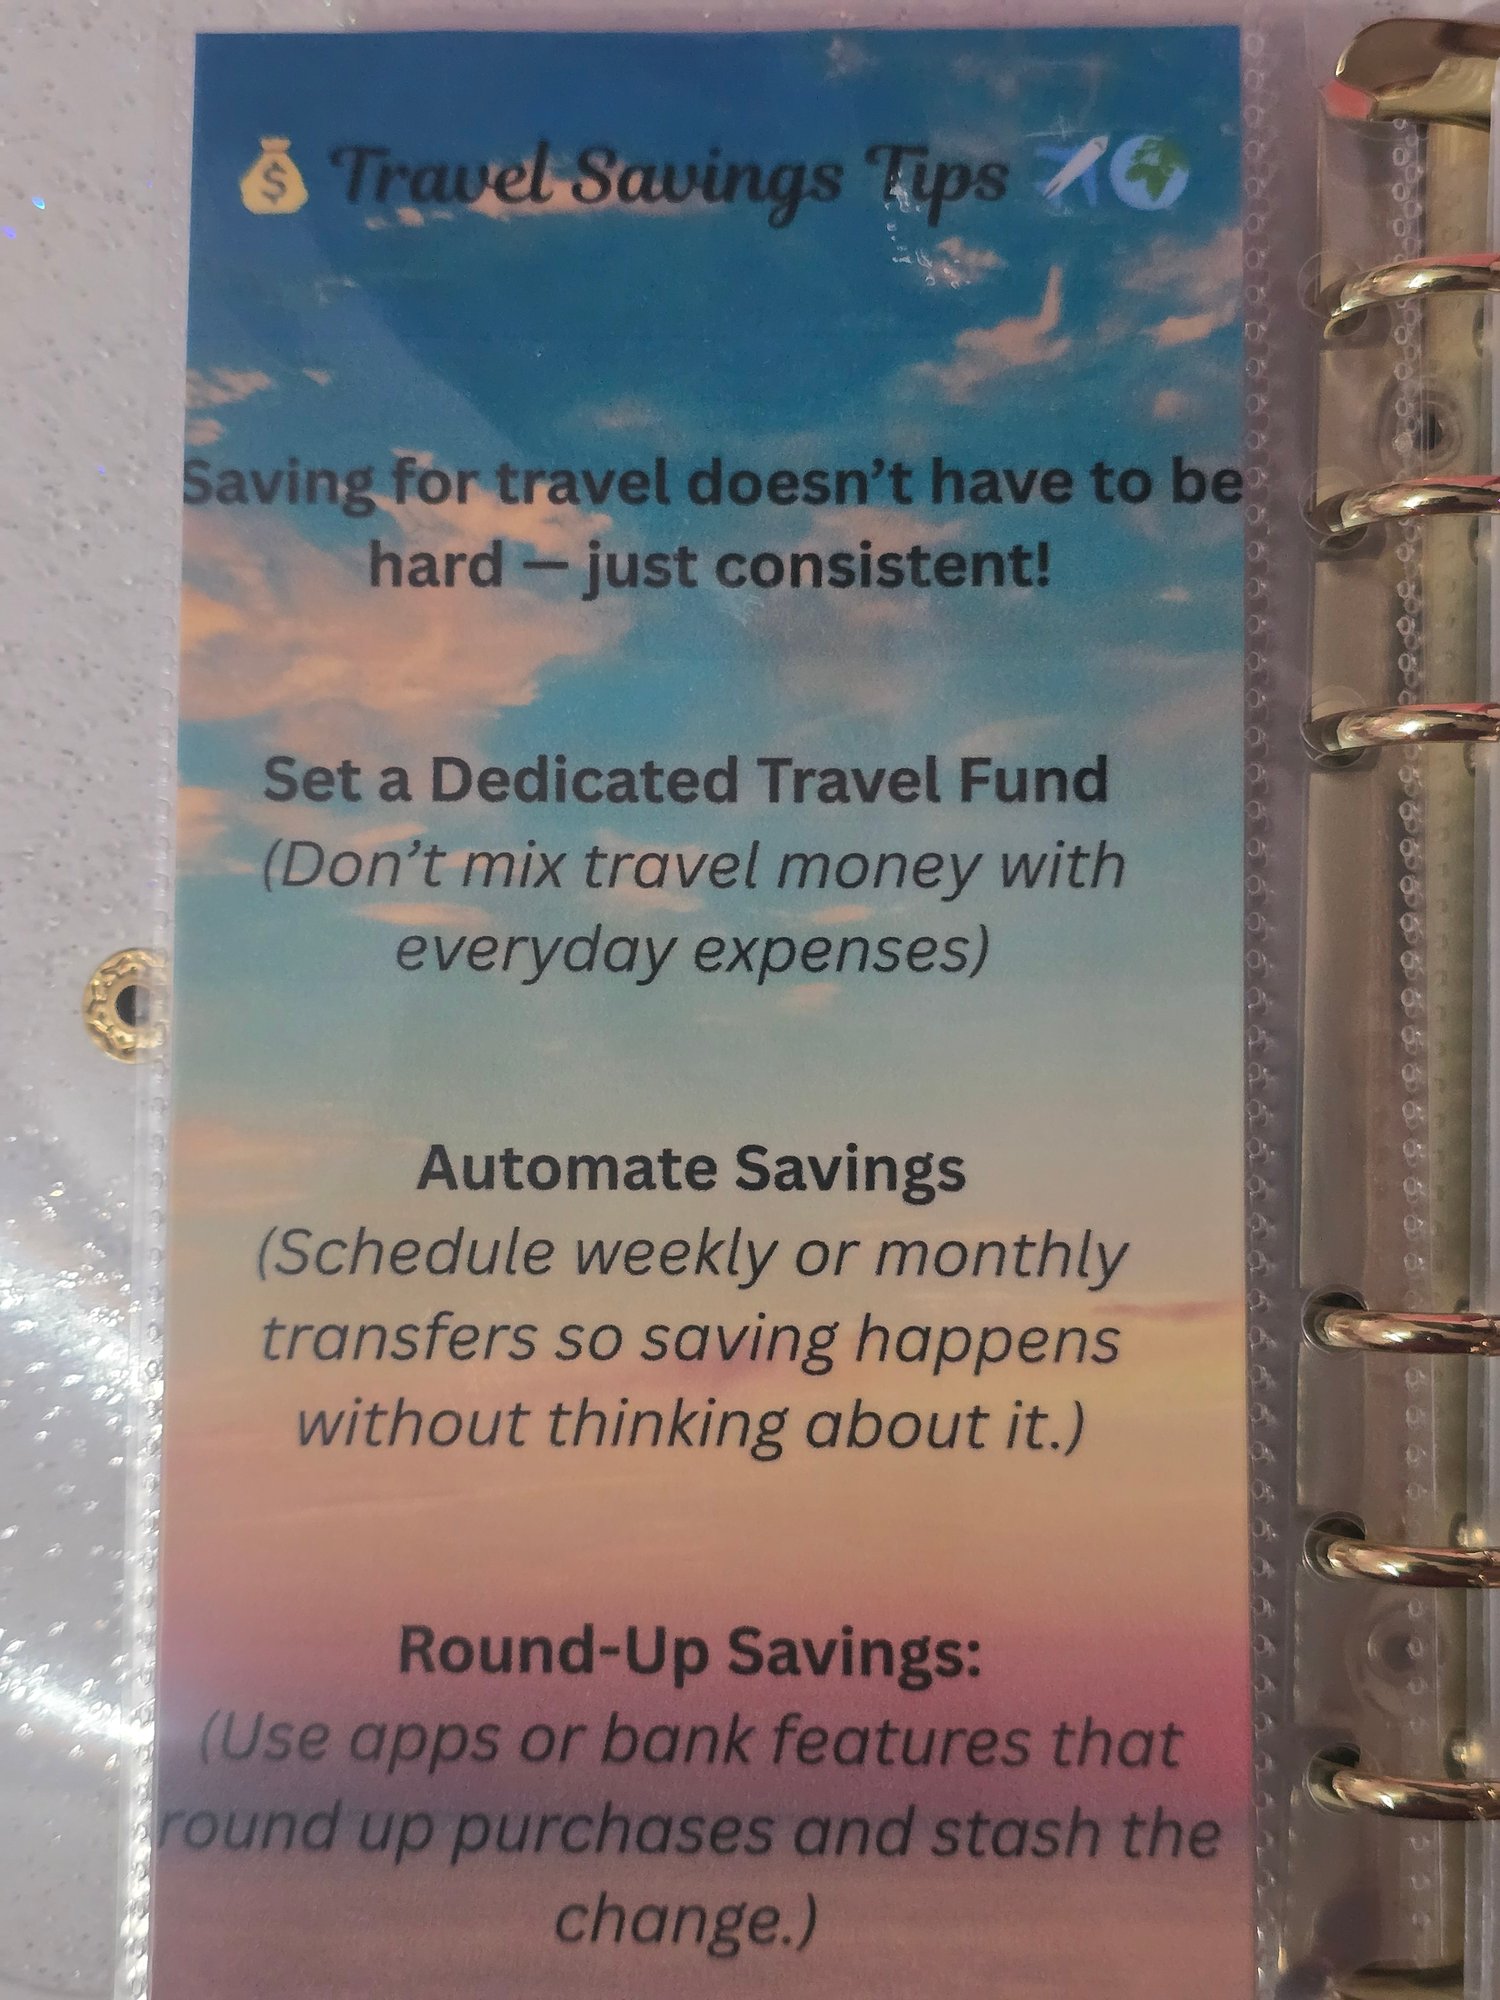 💰 Travel Savings Tips ✈️🌍
Saving for travel doesn’t have to be
hard — just consistent!
Set a Dedicated Travel Fund
(Don’t mix travel money with
everyday expenses)
Automate Savings
(Schedule weekly or monthly
transfers so saving happens
without thinking about it.)
Round-Up Savings:
(Use apps or bank features that
round up purchases and stash the
change.)